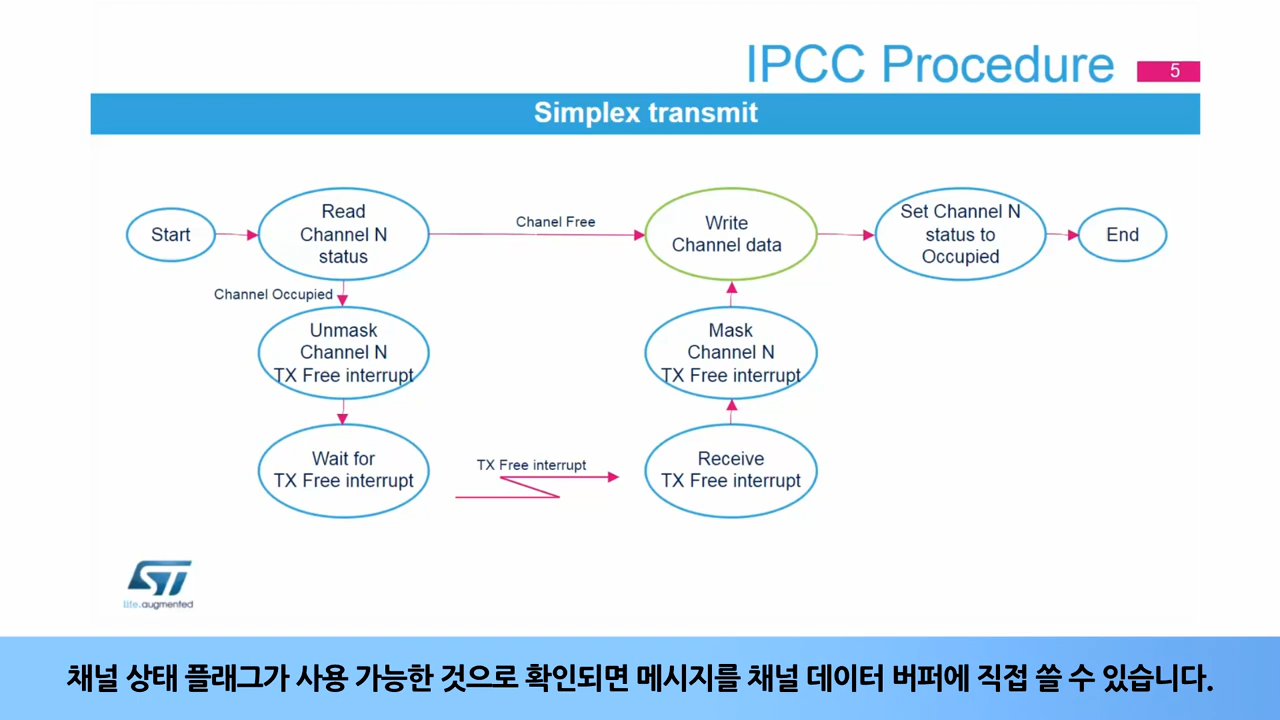 IPCC Procedure
5
Simplex transmit
Start
Read
Channel N
status
Chanel Free
Write
Channel data
Set Channel N
status to
Occupied
End
Channel Occupied
Unmask
Channel N
TX Free interrupt
Mask
Channel N
TX Free interrupt
Wait for
TX Free interrupt
TX Free interrupt
Receive
TX Free interrupt
ST
life.augmented
채널 상태 플래그가 사용 가능한 것으로 확인되면 메시지를 채널 데이터 버퍼에 직접 쓸 수 있습니다.